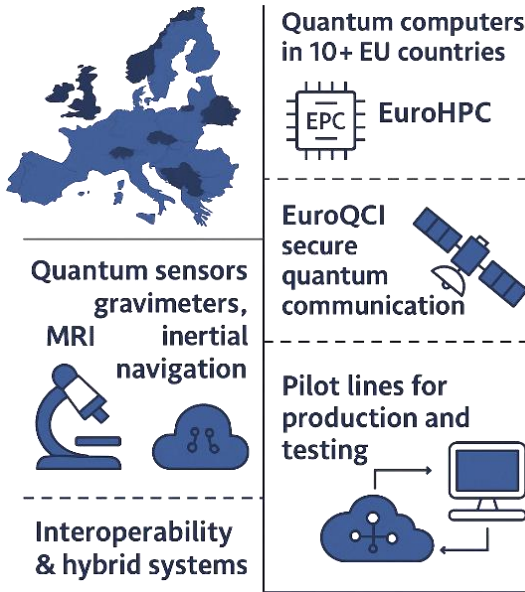 Quantum computers
in 10+ EU countries
EPC
EuroHPC
EuroQCI
secure
quantum
communication
Quantum sensors
gravimeters,
MRI inertial
navigation
Pilot lines for
production and
testing
Interoperability
& hybrid systems